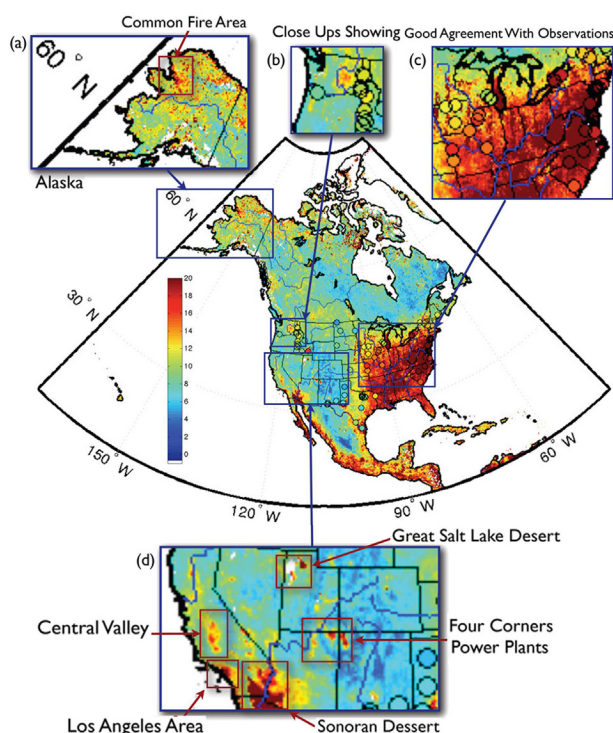 Common Fire Area
Close Ups Showing Good Agreement With Observations
(a)
(b)
(c)
60° N
Alaska
60° N
30° N
20
18
16
14
12
10
8
6
4
2
0
150° W
120° W
90° W
60° W
Great Salt Lake Desert
(d)
Central Valley
Four Corners
Power Plants
Los Angeles Area
Sonoran Dessert